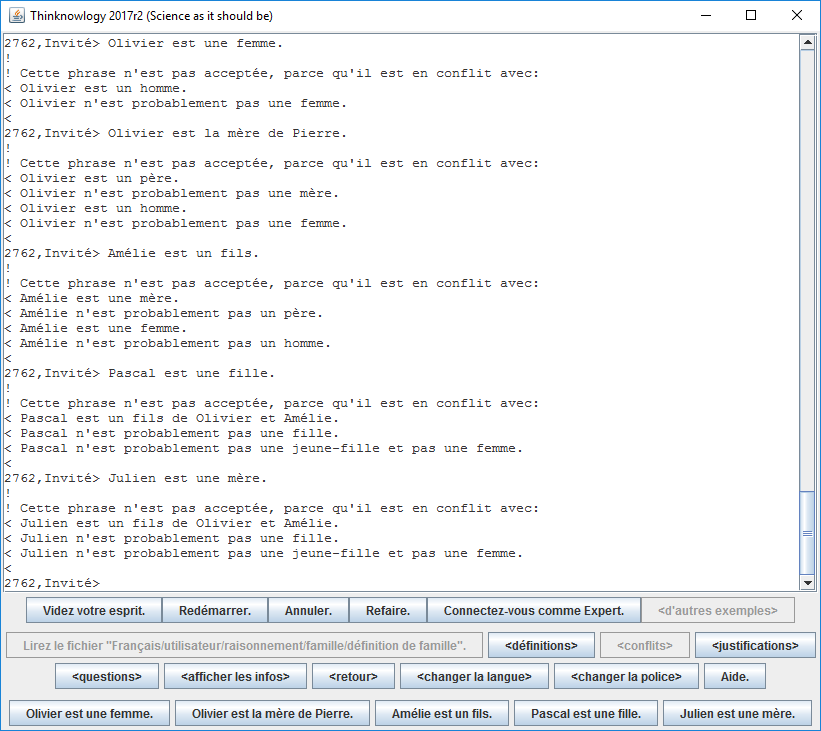 Thinknowlogy 2017r2 (Science as it should be)
2762,Invité> Olivier est une femme.
!
! Cette phrase n'est pas acceptée, parce qu'il est en conflit avec:
< Olivier est un homme.
< Olivier n'est probablement pas une femme.
<
2762,Invité> Olivier est la mère de Pierre.
!
! Cette phrase n'est pas acceptée, parce qu'il est en conflit avec:
< Olivier est un père.
< Olivier n'est probablement pas une mère.
< Olivier est un homme.
< Olivier n'est probablement pas une femme.
<
2762,Invité> Amélie est un fils.
!
! Cette phrase n'est pas acceptée, parce qu'il est en conflit avec:
< Amélie est une mère.
< Amélie n'est probablement pas un père.
< Amélie est une femme.
< Amélie n'est probablement pas un homme.
<
2762,Invité> Pascal est une fille.
!
! Cette phrase n'est pas acceptée, parce qu'il est en conflit avec:
< Pascal est un fils de Olivier et Amélie.
< Pascal n'est probablement pas une fille.
< Pascal n'est probablement pas une jeune-fille et pas une femme.
<
2762,Invité> Julien est une mère.
!
! Cette phrase n'est pas acceptée, parce qu'il est en conflit avec:
< Julien est un fils de Olivier et Amélie.
< Julien n'est probablement pas une fille.
< Julien n'est probablement pas une jeune-fille et pas une femme.
<
2762,Invité>
Videz votre esprit. Redémarrer. Annuler. Refaire. Connectez-vous comme Expert. <d'autres exemples>
Lirez le fichier "Français/utilisateur/raisonnement/famille/définition de famille". <définitions> <conflits> <justifications>
<questions> <afficher les infos> <retour> <changer la langue> <changer la police> Aide.
Olivier est une femme. Olivier est la mère de Pierre. Amélie est un fils. Pascal est une fille. Julien est une mère.